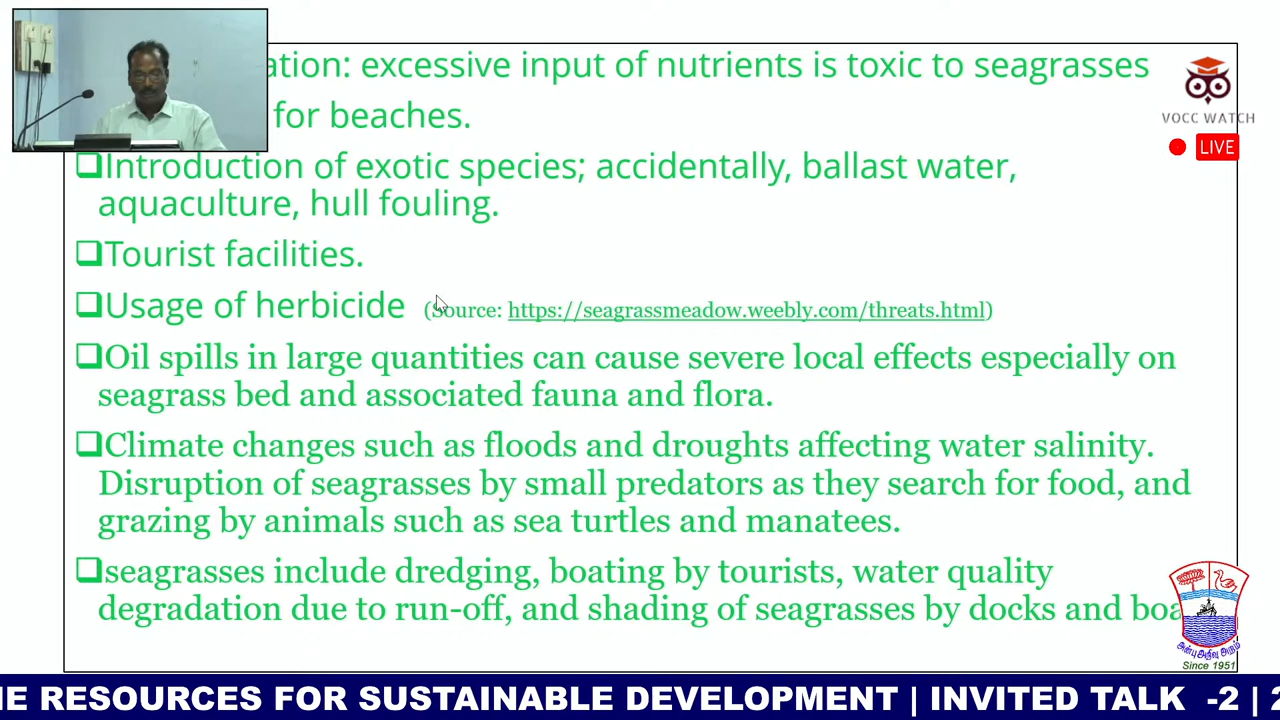 ation: excessive input of nutrients is toxic to seagrasses
for beaches.
VOCC WATCH
LIVE
❑Introduction of exotic species; accidentally, ballast water,
aquaculture, hull fouling.
❑Tourist facilities.
❑Usage of herbicide (Source: https://seagrassmeadow.weebly.com/threats.html)
❑Oil spills in large quantities can cause severe local effects especially on
seagrass bed and associated fauna and flora.
❑Climate changes such as floods and droughts affecting water salinity.
Disruption of seagrasses by small predators as they search for food, and
grazing by animals such as sea turtles and manatees.
❑seagrasses include dredging, boating by tourists, water quality
degradation due to run-off, and shading of seagrasses by docks and boa
Since 1951
HE RESOURCES FOR SUSTAINABLE DEVELOPMENT | INVITED TALK -2 | 2